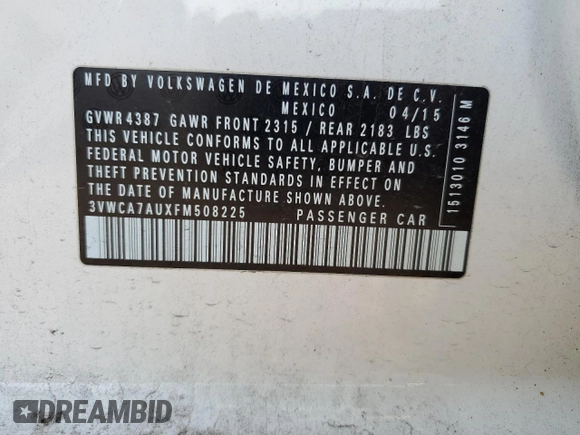 MFD BY VOLKSWAGEN DE MEXICO S.A. DE C.V.
MEXICO 04/15
GVWR 4387 GAWR FRONT 2315 / REAR 2183 LBS
THIS VEHICLE CONFORMS TO ALL APPLICABLE U.S.
FEDERAL MOTOR VEHICLE SAFETY, BUMPER AND
THEFT PREVENTION STANDARDS IN EFFECT ON
THE DATE OF MANUFACTURE SHOWN ABOVE.
3VWCA7AUXFM508225 PASSENGER CAR
1513010 3146 M
DREAMBID